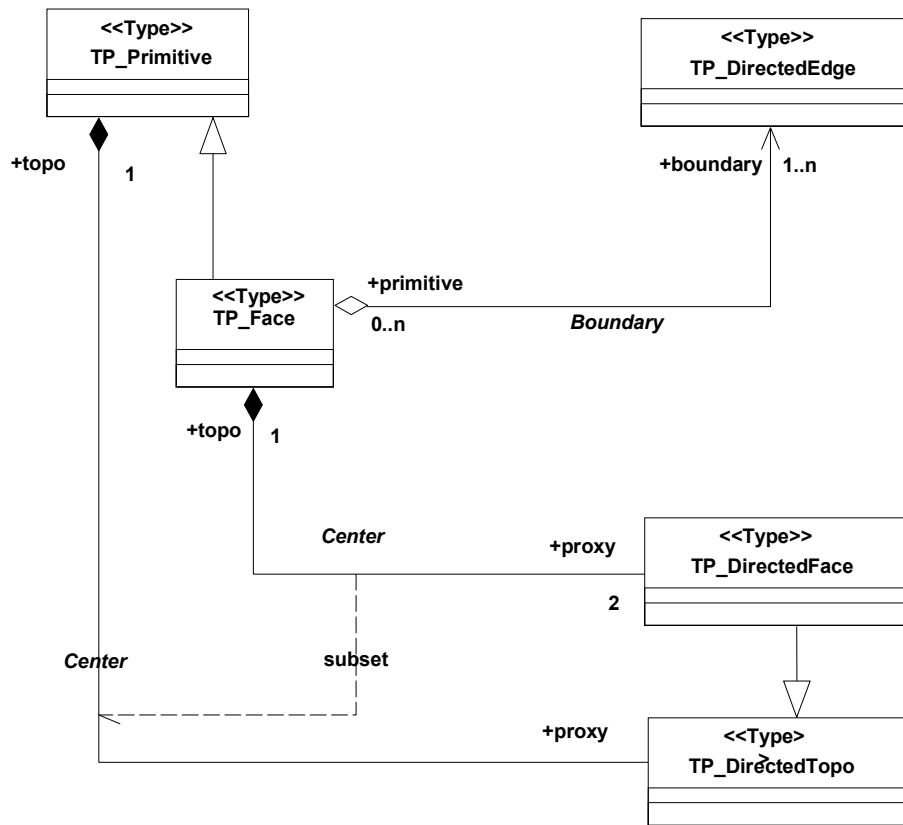 <<Type>>
TP_Primitive
<<Type>>
TP_DirectedEdge
+topo
1
+boundary
1..n
<<Type>>
TP_Face
+primitive
0..n
Boundary
+topo
1
Center
+proxy
2
<<Type>>
TP_DirectedFace
Center
subset
+proxy
<<Type>
>
TP_DirectedTopo